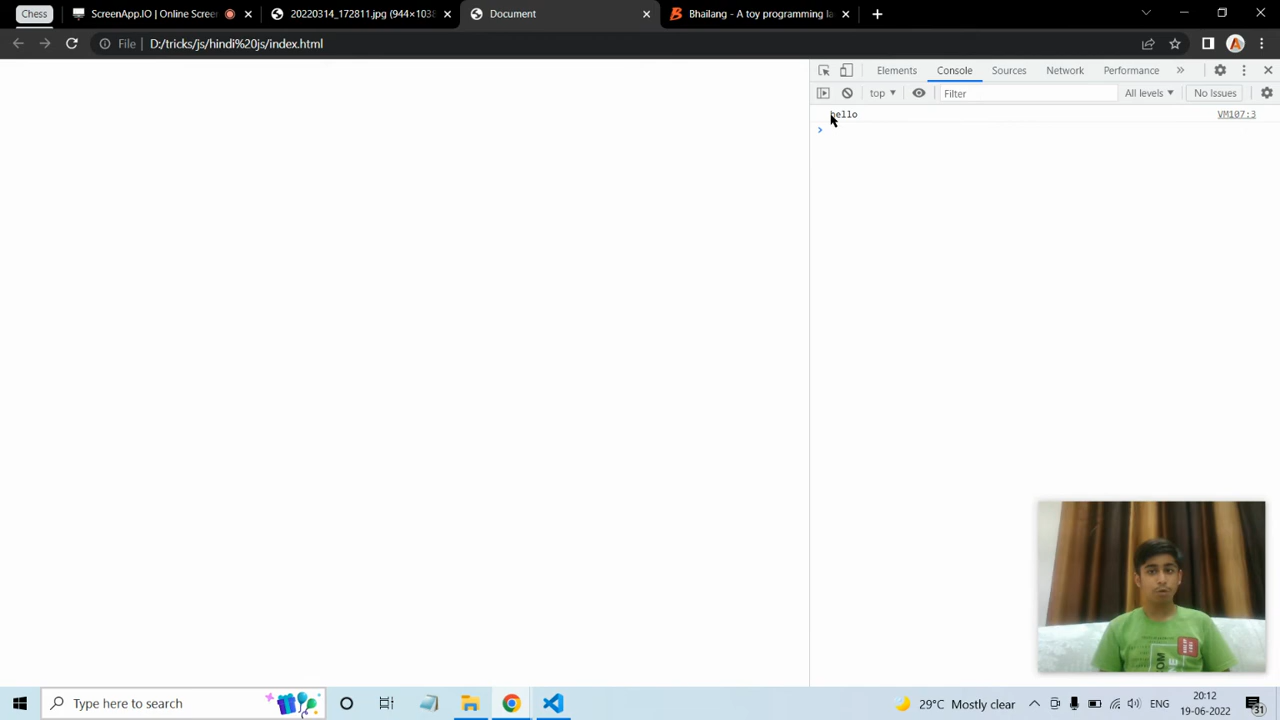 Chess
ScreenApp.IO | Online Scree
20220314_172811.jpg (944×103
Document
Bhailang - A toy programming la
File
D:/tricks/js/hindi%20js/index.html
Elements
Console
Sources
Network
Performance
top
Filter
All levels
No Issues
hello
VM107:3
Type here to search
29°C Mostly clear
ENG
20:12
19-06-2022
31